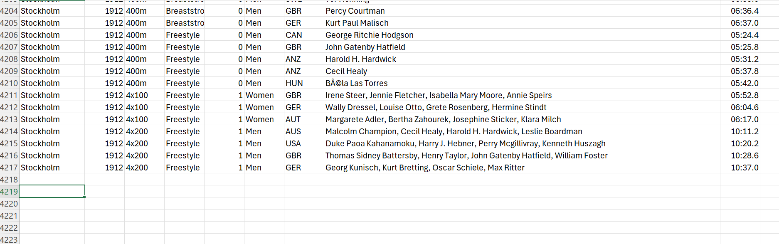 4204 Stockholm 1912 400m Breaststro 0 Men GBR Percy Courtman 06:36.4
4205 Stockholm 1912 400m Breaststro 0 Men GER Kurt Paul Malisch 06:37.0
4206 Stockholm 1912 400m Freestyle 0 Men CAN George Ritchie Hodgson 05:24.4
4207 Stockholm 1912 400m Freestyle 0 Men GBR John Gatenby Hatfield 05:25.8
4208 Stockholm 1912 400m Freestyle 0 Men ANZ Harold H. Hardwick 05:31.2
4209 Stockholm 1912 400m Freestyle 0 Men ANZ Cecil Healy 05:37.8
4210 Stockholm 1912 400m Freestyle 0 Men HUN BÃ©la Las Torres 05:42.0
4211 Stockholm 1912 4x100 Freestyle 1 Women GBR Irene Steer, Jennie Fletcher, Isabella Mary Moore, Annie Speirs 05:52.8
4212 Stockholm 1912 4x100 Freestyle 1 Women GER Wally Dressel, Louise Otto, Grete Rosenberg, Hermine Stindt 06:04.6
4213 Stockholm 1912 4x100 Freestyle 1 Women AUT Margarete Adler, Bertha Zahourek, Josephine Sticker, Klara Milch 06:17.0
4214 Stockholm 1912 4x200 Freestyle 1 Men AUS Malcolm Champion, Cecil Healy, Harold H. Hardwick, Leslie Boardman 10:11.2
4215 Stockholm 1912 4x200 Freestyle 1 Men USA Duke Paoa Kahanamoku, Harry J. Hebner, Perry Mcgillivray, Kenneth Huszagh 10:20.2
4216 Stockholm 1912 4x200 Freestyle 1 Men GBR Thomas Sidney Battersby, Henry Taylor, John Gatenby Hatfield, William Foster 10:28.6
4217 Stockholm 1912 4x200 Freestyle 1 Men GER Georg Kunisch, Kurt Bretting, Oscar Schiele, Max Ritter 10:37.0
4218
4219
4220
4221
4222
4223